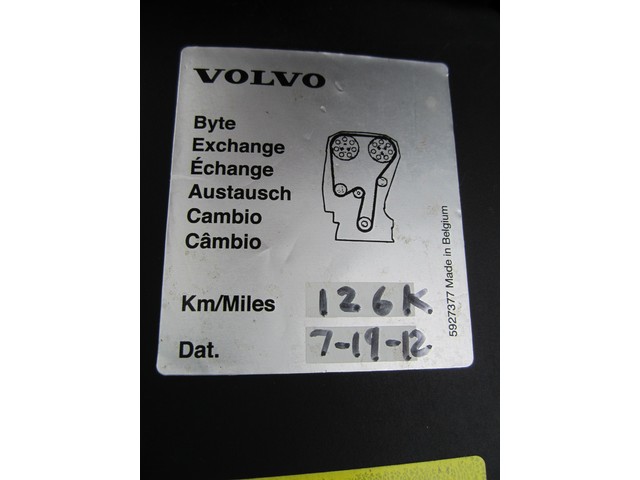 VOLVO
Byte
Exchange
Échange
Austausch
Cambio
Câmbio
Km/Miles 126K
Dat. 7-19-12
5927377 Made in Belgium